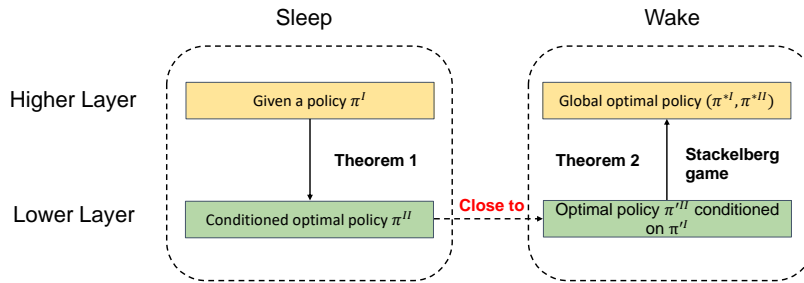 Sleep
Wake
Higher Layer
Given a policy π^I
Global optimal policy (π^{*I}, π^{*II})
Theorem 1
Theorem 2
Stackelberg
game
Lower Layer
Conditioned optimal policy π^{II}
Close to
Optimal policy π'^{II} conditioned
on π'^I